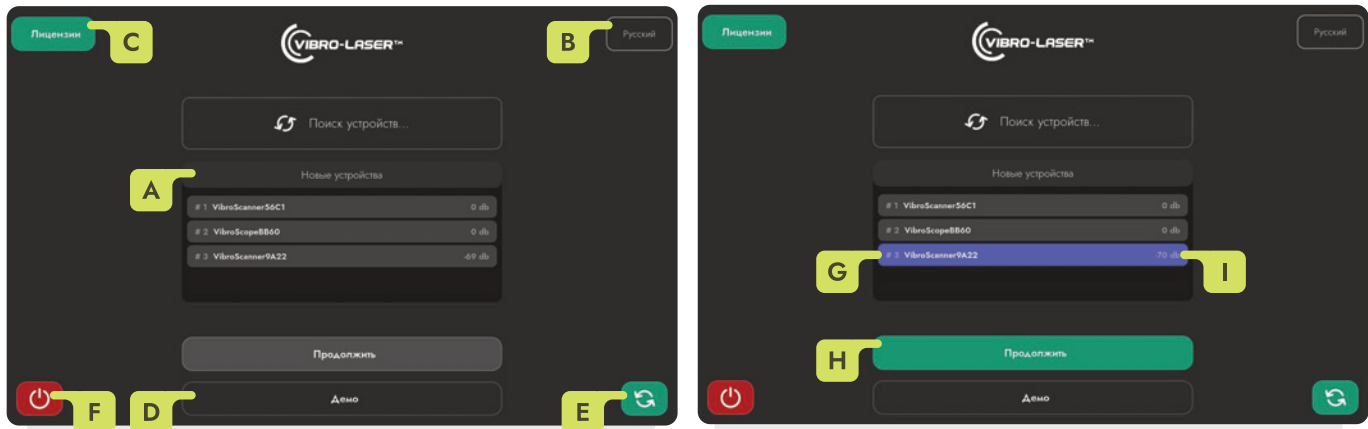 Лицензии
C
VIBRO-LASER™
B
Русский
Поиск устройств...
A
Новые устройства
# 1 VibroScanner56C1 0 db
# 2 VibroScopeBB60 0 db
# 3 VibroScanner9A22 -69 db
Продолжить
F
D
Демо
E
Лицензии
VIBRO-LASER™
Русский
Поиск устройств...
Новые устройства
# 1 VibroScanner56C1 0 db
# 2 VibroScopeBB60 0 db
G
# 3 VibroScanner9A22 -70 db
I
H
Продолжить
Демо